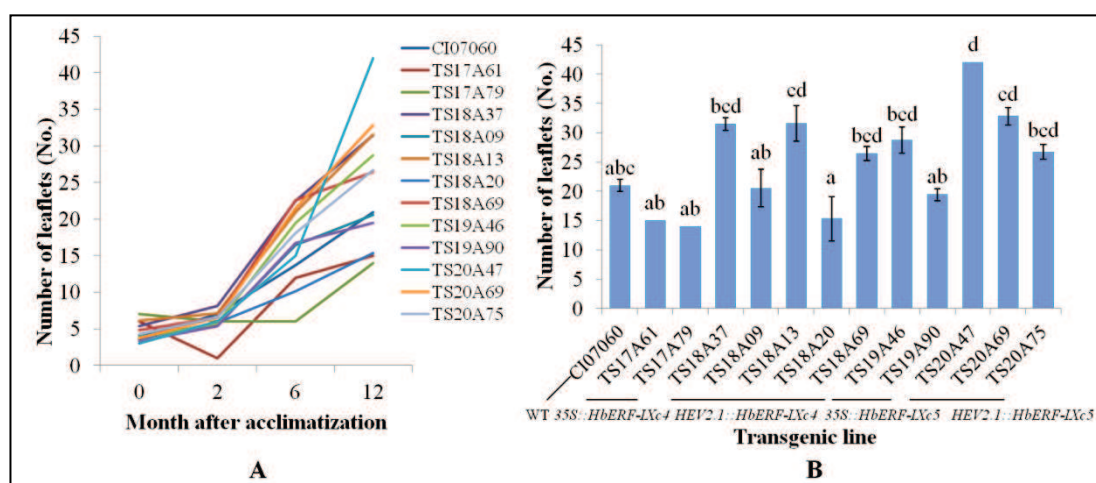 Number of leaflets (No.)
45
40
35
30
25
20
15
10
5
0
0 2 6 12
Month after acclimatization
CI07060
TS17A61
TS17A79
TS18A37
TS18A09
TS18A13
TS18A20
TS18A69
TS19A46
TS19A90
TS20A47
TS20A69
TS20A75
A
Number of leaflets (No.)
45
40
35
30
25
20
15
10
5
0
abc ab ab bcd ab cd a bcd bcd ab d cd bcd
CI07060 TS17A61 TS17A79 TS18A37 TS18A09 TS18A13 TS18A20 TS18A69 TS19A46 TS19A90 TS20A47 TS20A69 TS20A75
WT 35S::HbERF-IXc4 HEV2.1::HbERF-IXc4 35S::HbERF-IXc5 HEV2.1::HbERF-IXc5
Transgenic line
B